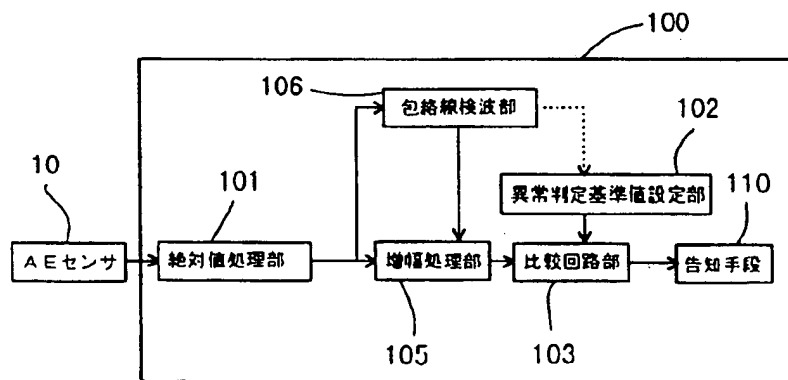 100
106
包絡線検波部
102
10
101
異常判定基準値設定部
110
AEセンサ
絶対値処理部
増幅処理部
比較回路部
告知手段
105
103